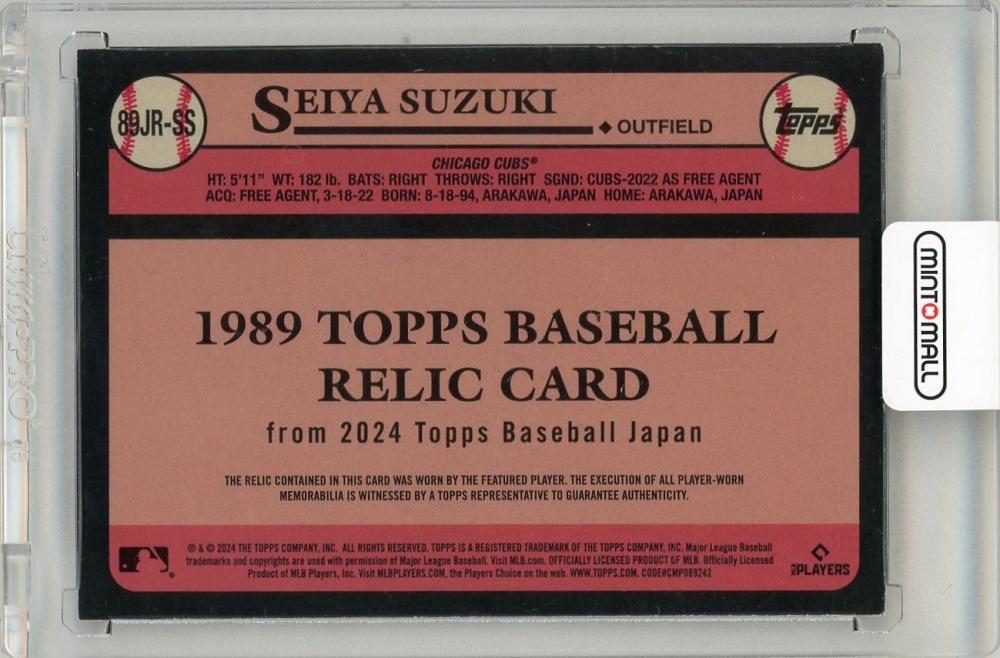 89JR-SS
SEIYA SUZUKI
◆ OUTFIELD
Topps
CHICAGO CUBS®
HT: 5'11" WT: 182 lb. BATS: RIGHT THROWS: RIGHT SGND: CUBS-2022 AS FREE AGENT
ACQ: FREE AGENT, 3-18-22 BORN: 8-18-94, ARAKAWA, JAPAN HOME: ARAKAWA, JAPAN
1989 TOPPS BASEBALL
RELIC CARD
from 2024 Topps Baseball Japan
THE RELIC CONTAINED IN THIS CARD WAS WORN BY THE FEATURED PLAYER. THE EXECUTION OF ALL PLAYER-WORN
MEMORABILIA IS WITNESSED BY A TOPPS REPRESENTATIVE TO GUARANTEE AUTHENTICITY.
® & © 2024 THE TOPPS COMPANY, INC. ALL RIGHTS RESERVED. TOPPS IS A REGISTERED TRADEMARK OF THE TOPPS COMPANY, INC. Major League Baseball
trademarks and copyrights are used with permission of Major League Baseball. Visit MLB.com. OFFICIALLY LICENSED PRODUCT OF MLB. Officially Licensed
Product of MLB Players, Inc. Visit MLBPLAYERS.COM, the Players Choice on the web. WWW.TOPPS.COM. CODE#CMP089242
MLB PLAYERS
MINT MALL